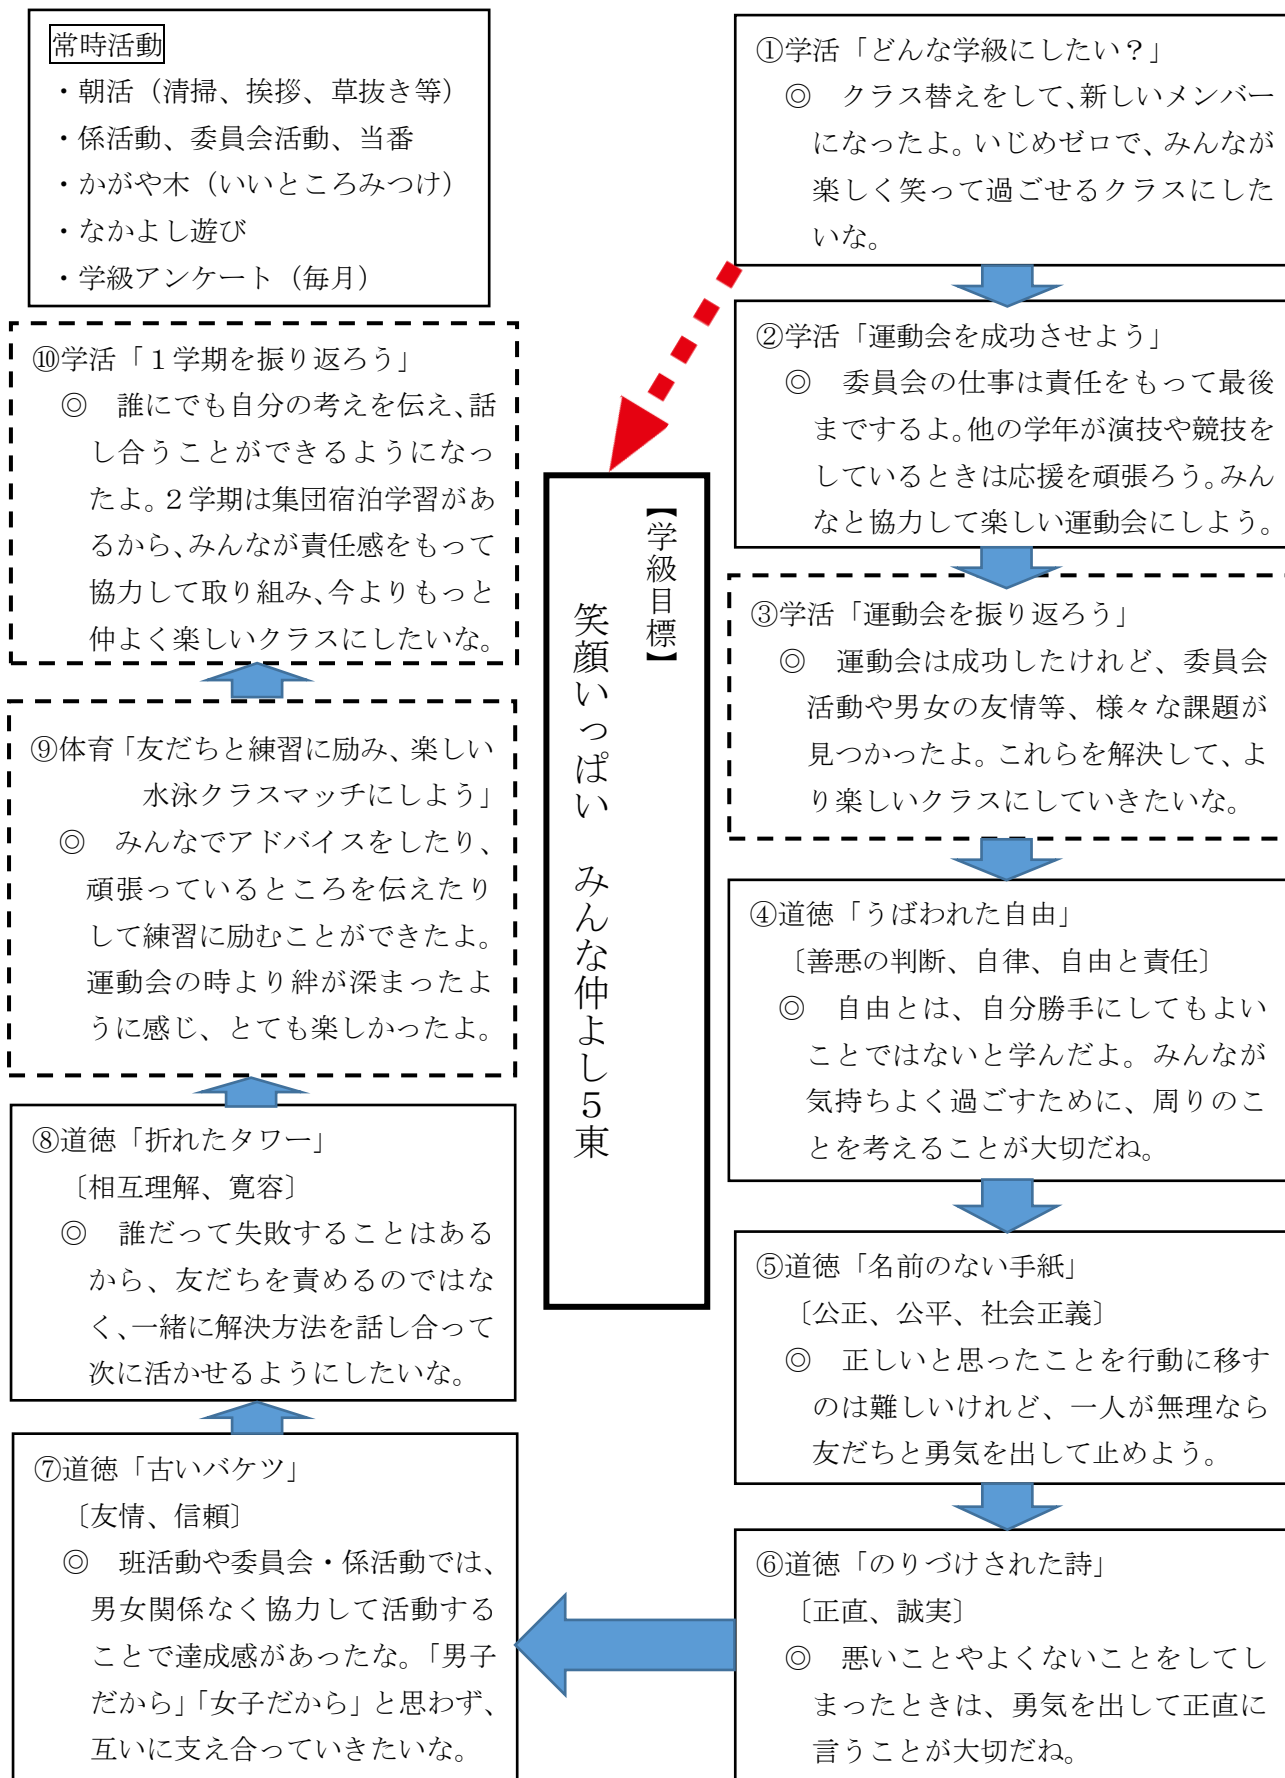 常時活動
・朝活（清掃、挨拶、草抜き等）
・係活動、委員会活動、当番
・かがや木（いいところみつけ）
・なかよし遊び
・学級アンケート（毎月）
①学活「どんな学級にしたい？」
◎　クラス替えをして、新しいメンバー
になったよ。いじめゼロで、みんなが
楽しく笑って過ごせるクラスにした
いな。
②学活「運動会を成功させよう」
◎　委員会の仕事は責任をもって最後
までするよ。他の学年が演技や競技を
しているときは応援を頑張ろう。みん
なと協力して楽しい運動会にしよう。
③学活「運動会を振り返ろう」
◎　運動会は成功したけれど、委員会
活動や男女の友情等、様々な課題が
見つかったよ。これらを解決して、よ
り楽しいクラスにしていきたいな。
④道徳「うばわれた自由」
〔善悪の判断、自律、自由と責任〕
◎　自由とは、自分勝手にしてもよい
ことではないと学んだよ。みんなが
気持ちよく過ごすために、周りのこ
とを考えることが大切だね。
⑤道徳「名前のない手紙」
〔公正、公平、社会正義〕
◎　正しいと思ったことを行動に移す
のは難しいけれど、一人が無理なら
友だちと勇気を出して止めよう。
⑥道徳「のりづけされた詩」
〔正直、誠実〕
◎　悪いことやよくないことをしてし
まったときは、勇気を出して正直に
言うことが大切だね。
⑦道徳「古いバケツ」
〔友情、信頼〕
◎　班活動や委員会・係活動では、
男女関係なく協力して活動する
ことで達成感があったな。「男子
だから」「女子だから」と思わず、
互いに支え合っていきたいな。
⑧道徳「折れたタワー」
〔相互理解、寛容〕
◎　誰だって失敗することはある
から、友だちを責めるのではな
く、一緒に解決方法を話し合って
次に活かせるようにしたいな。
⑨体育「友だちと練習に励み、楽しい
水泳クラスマッチにしよう」
◎　みんなでアドバイスをしたり、
頑張っているところを伝えたり
して練習に励むことができたよ。
運動会の時より絆が深まったよ
うに感じ、とても楽しかったよ。
⑩学活「１学期を振り返ろう」
◎　誰にでも自分の考えを伝え、話
し合うことができるようになっ
たよ。２学期は集団宿泊学習があ
るから、みんなが責任感をもって
協力して取り組み、今よりもっと
仲よく楽しいクラスにしたいな。
【学級目標】
笑顔いっぱい　みんな仲よし５東